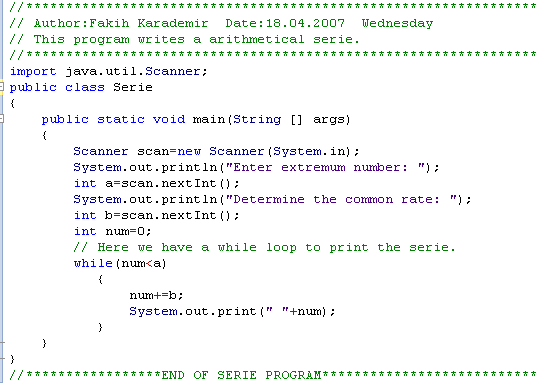 //****************************************************************
// Author:Fakih Karademir  Date:18.04.2007  Wednesday
// This program writes a arithmetical serie.
//****************************************************************
import java.util.Scanner;
public class Serie
{
    public static void main(String [] args)
    {
        Scanner scan=new Scanner(System.in);
        System.out.println("Enter extremum number: ");
        int a=scan.nextInt();
        System.out.println("Determine the common rate: ");
        int b=scan.nextInt();
        int num=0;
        // Here we have a while loop to print the serie.
        while(num<a)
           {
               num+=b;
               System.out.print(" "+num);
           }
    }
}
//*****************END OF SERIE PROGRAM***************************